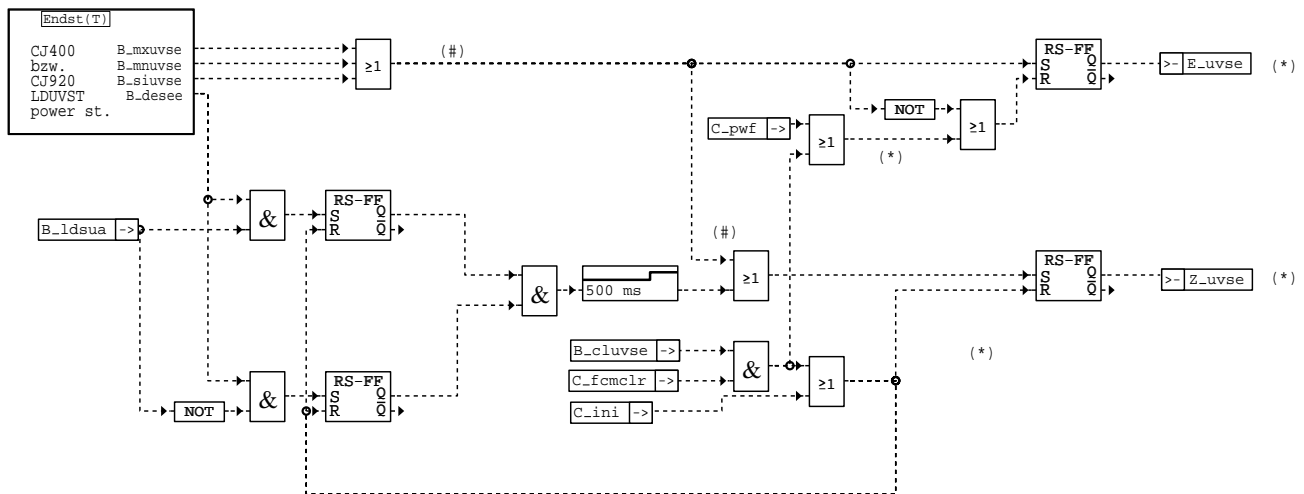 Endst(T)
CJ400 B_mxuvse
bzw. B_mnuvse
CJ920 B_siuvse
LDUVST B_desee
power st.
≥1
(#)
RS-FF
S Q
R Q̅
>- E_uvse
(*)
NOT
≥1
C_pwf ->
≥1
(*)
B_ldsua ->
&
RS-FF
S Q
R Q̅
(#)
≥1
RS-FF
S Q
R Q̅
>- Z_uvse
(*)
&
500 ms
B_cluvse ->
&
C_fcmclr ->
≥1
(*)
C_ini ->
NOT
&
RS-FF
S Q
R Q̅